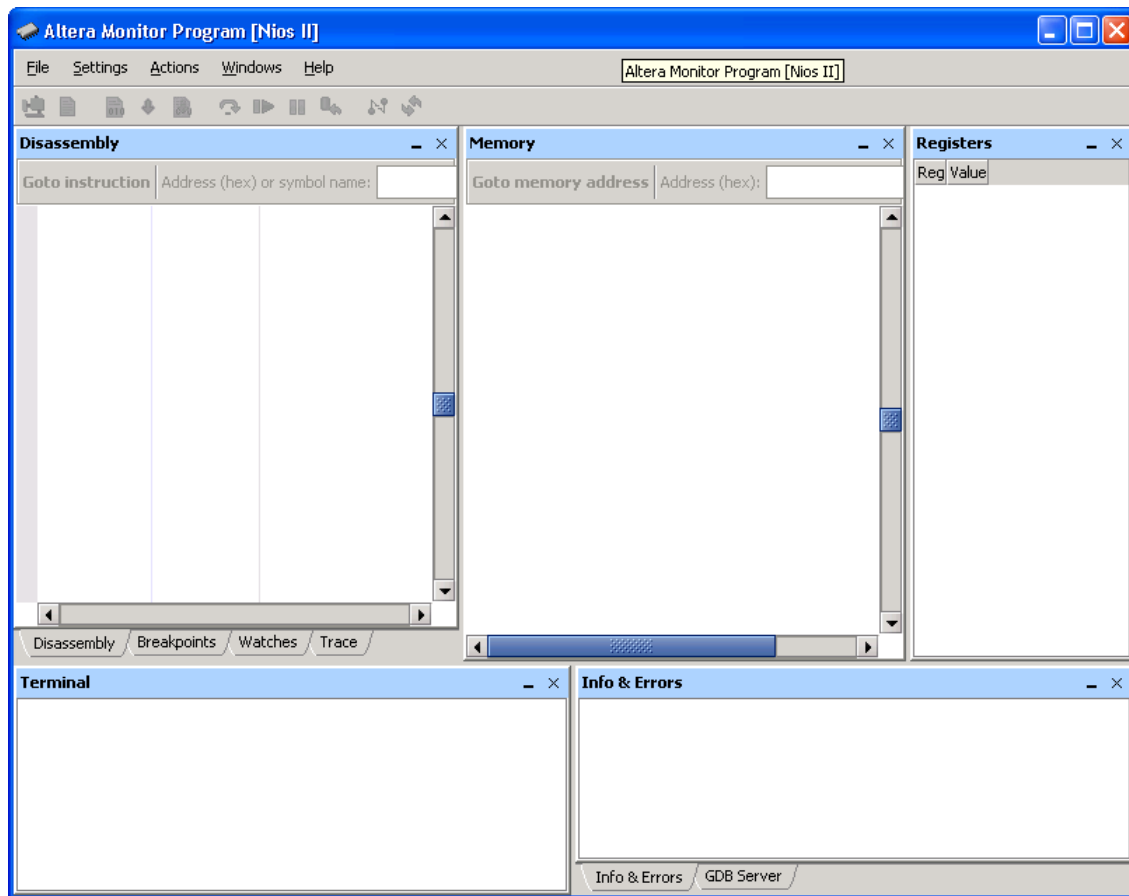 Altera Monitor Program [Nios II]
File Settings Actions Windows Help
Altera Monitor Program [Nios II]
Disassembly
Goto instruction Address (hex) or symbol name:
Disassembly Breakpoints Watches Trace
Memory
Goto memory address Address (hex):
Registers
Reg Value
Terminal
Info & Errors
Info & Errors GDB Server